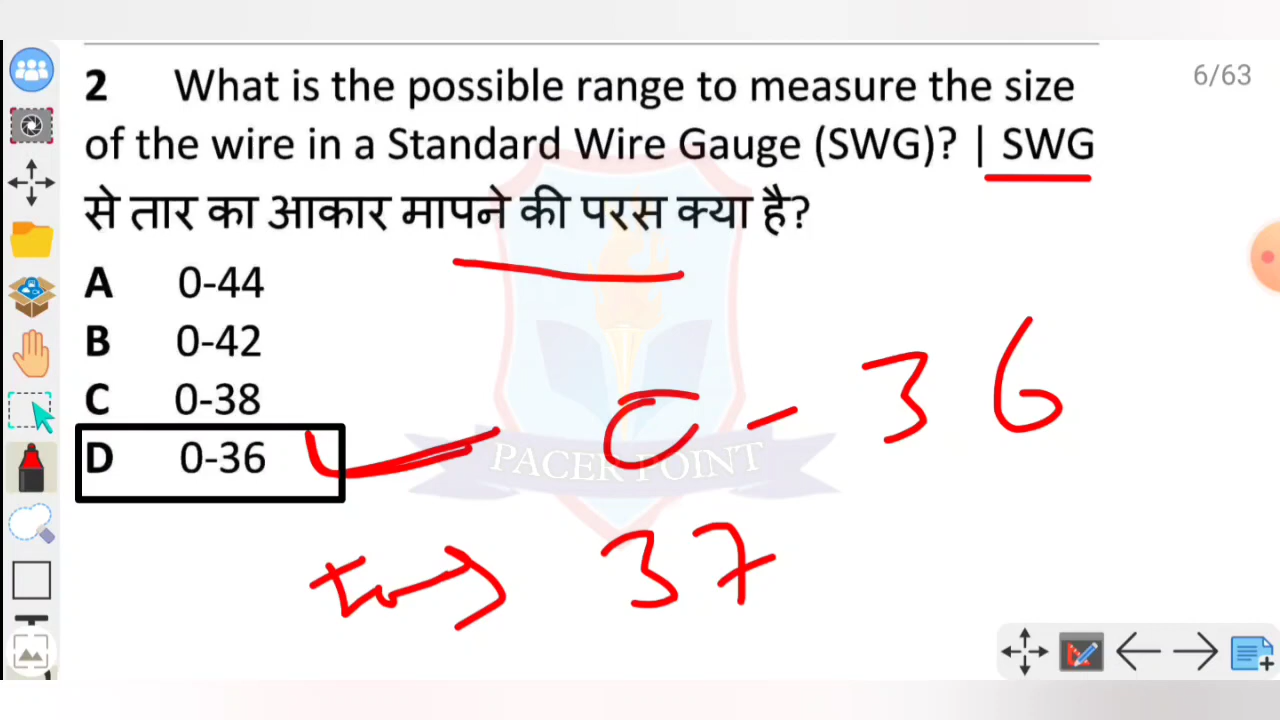 2 What is the possible range to measure the size
6/63
of the wire in a Standard Wire Gauge (SWG)? | SWG
से तार का आकार मापने की परस क्या है?
A 0-44
B 0-42
C 0-38
D 0-36
0 - 36
PACER POINT
37